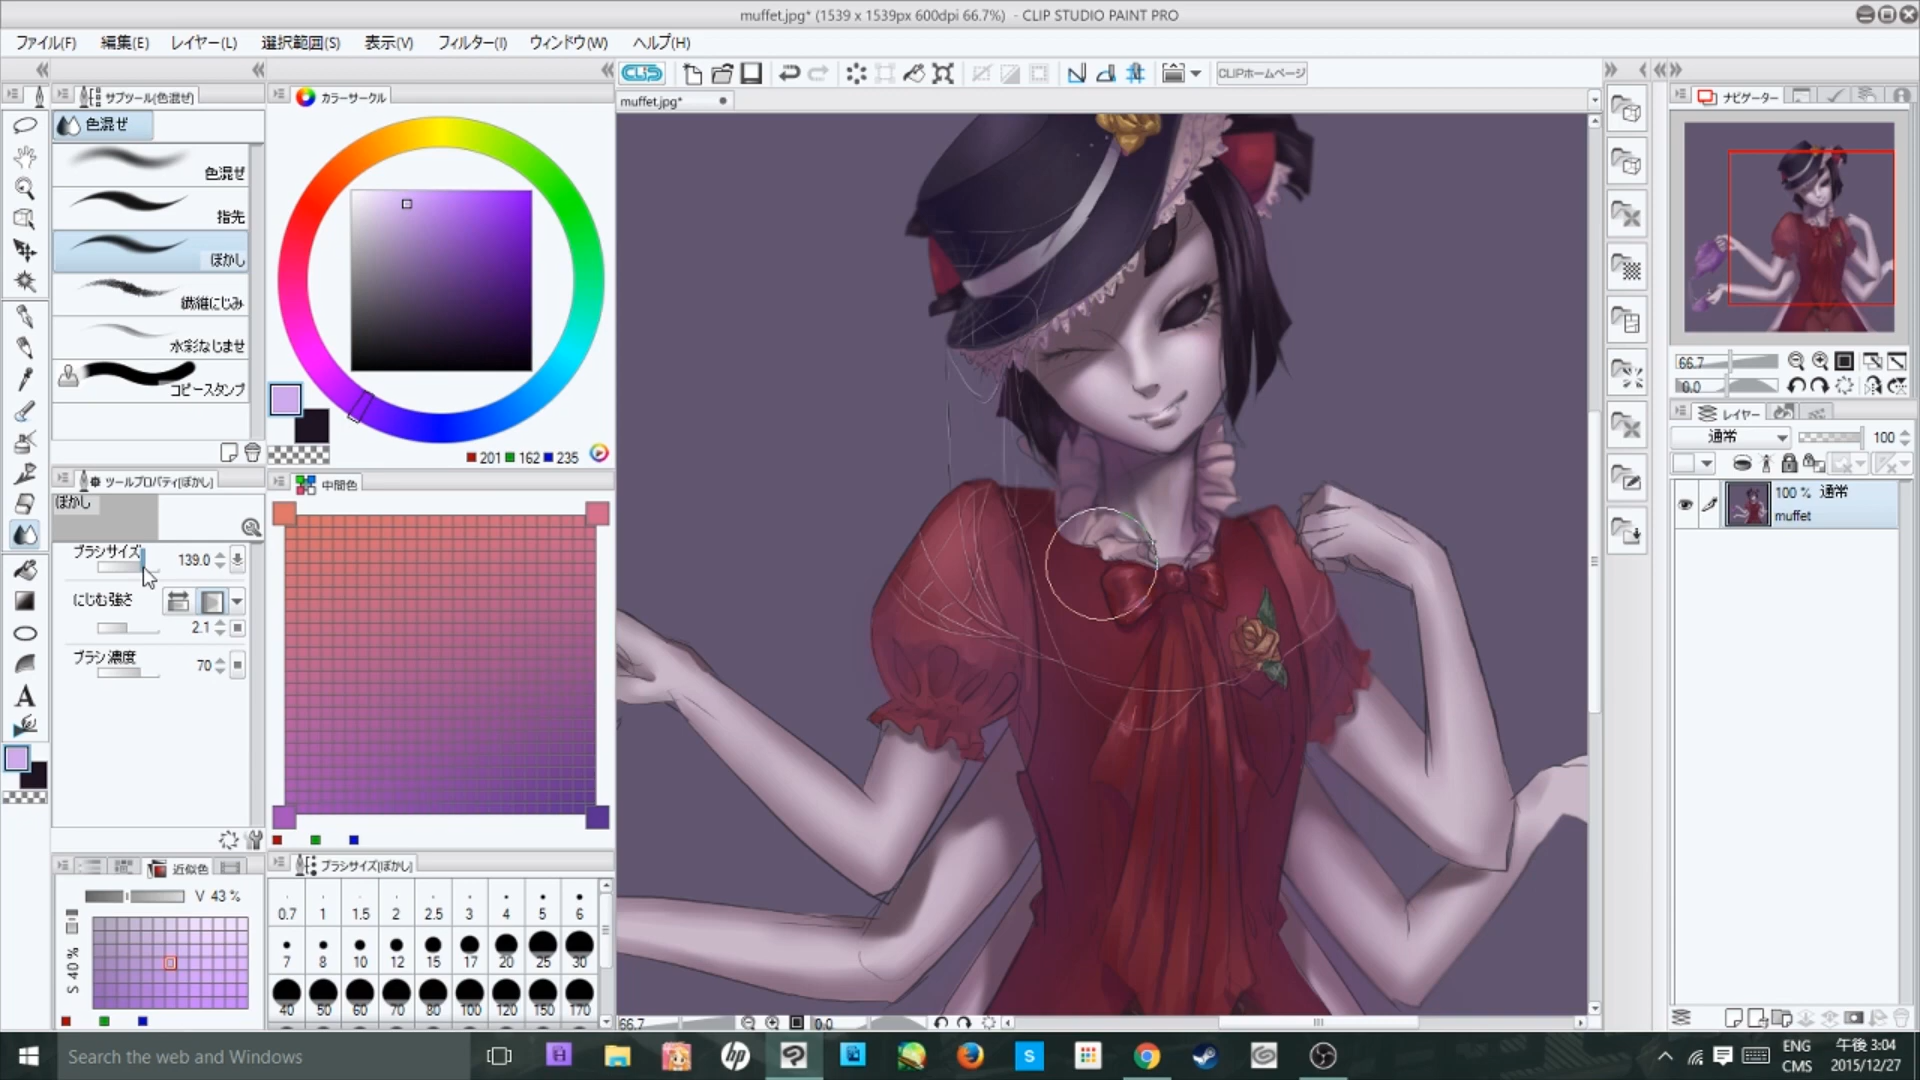 muffet.jpg* (1539 x 1539px 600dpi 66.7%) - CLIP STUDIO PAINT PRO
ファイル(F) 編集(E) レイヤー(L) 選択範囲(S) 表示(V) フィルター(I) ウィンドウ(W) ヘルプ(H)
CLIP
CLIPホームページ
サブツール[色混ぜ]
カラーサークル
muffet.jpg*
ナビゲーター
色混ぜ
色混ぜ
指先
ぼかし
繊維にじみ
水彩なじませ
コピースタンプ
201 162 235
66.7
0.0
レイヤー
通常 100
100 % 通常
muffet
ツールプロパティ[ぼかし]
中間色
ぼかし
ブラシサイズ 139.0
にじむ強さ
2.1
ブラシ濃度 70
A
近似色
V 43 %
S 40 %
ブラシサイズ[ぼかし]
0.7 1 1.5 2 2.5 3 4 5 6
7 8 10 12 15 17 20 25 30
40 50 60 70 80 100 120 150 170
66.7 0.0
Search the web and Windows
hp
S
ENG
CMS
午後 3:04
2015/12/27